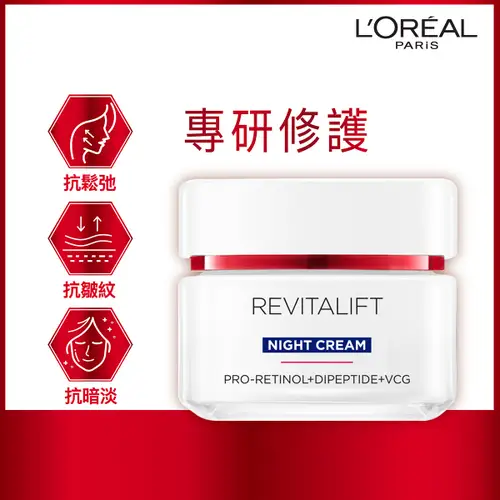 L'ORÉAL
PARIS
專研修護
抗鬆弛
抗皺紋
抗暗淡
REVITALIFT
NIGHT CREAM
PRO-RETINOL+DIPEPTIDE+VCG